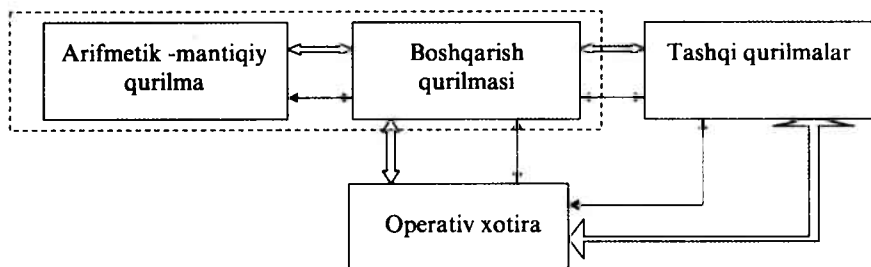 Arifmetik -mantiqiy
qurilma
Boshqarish
qurilmasi
Tashqi qurilmalar
Operativ xotira